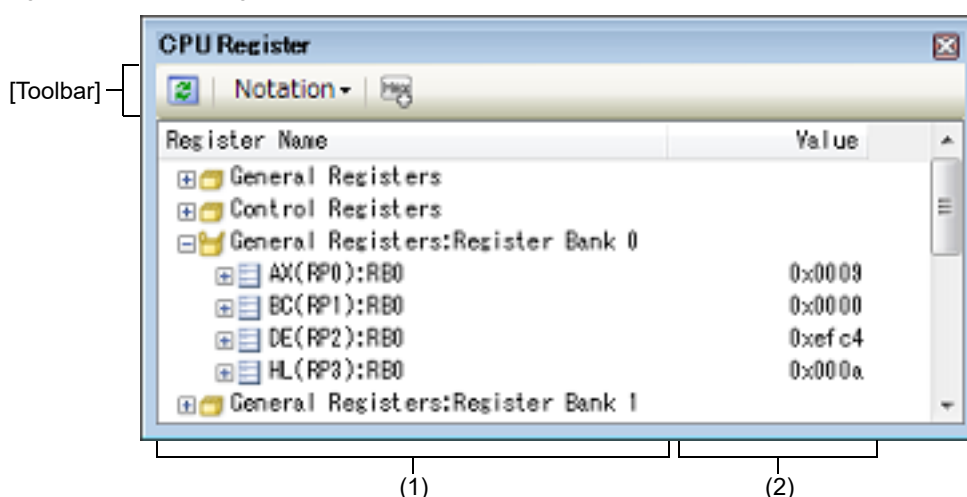 CPU Register
[Toolbar]
Notation
Hex
Register Name Value
General Registers
Control Registers
General Registers:Register Bank 0
AX(RP0):RB0 0x0009
BC(RP1):RB0 0x0000
DE(RP2):RB0 0xefc4
HL(RP3):RB0 0x000a
General Registers:Register Bank 1
(1) (2)